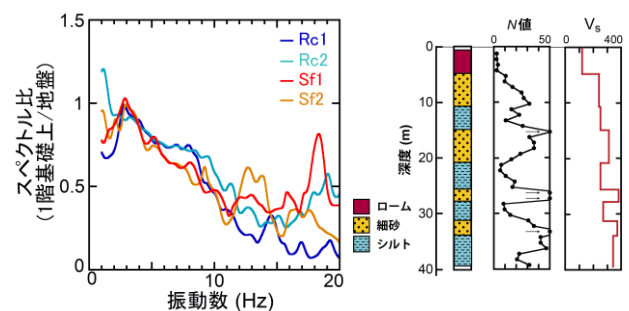 スペクトル比
(1階基礎上/地盤)
1.5
1
0.5
0
0
10
20
振動数 (Hz)
Rc1
Rc2
Sf1
Sf2
ローム
細砂
シルト
深度 (m)
0
10
20
30
40
N値
0
50
Vs
0
400